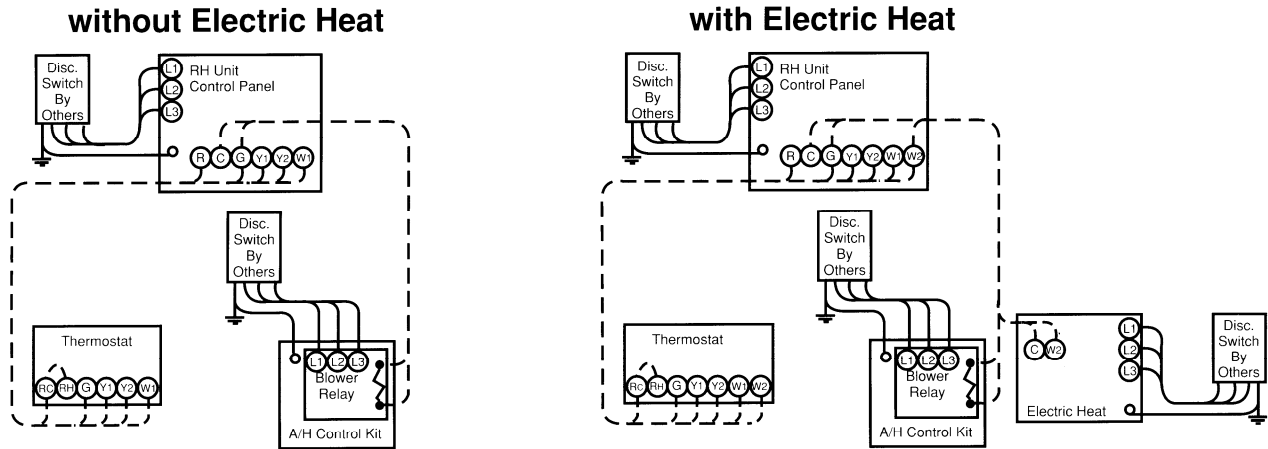 without Electric Heat
Disc.
Switch
By
Others
L1
L2
L3
RH Unit
Control Panel
R C G Y1 Y2 W1
Disc.
Switch
By
Others
Thermostat
RC RH G Y1 Y2 W1
L1 L2 L3
Blower
Relay
A/H Control Kit
with Electric Heat
Disc.
Switch
By
Others
L1
L2
L3
RH Unit
Control Panel
R C G Y1 Y2 W1 W2
Disc.
Switch
By
Others
Thermostat
RC RH G Y1 Y2 W1 W2
L1 L2 L3
Blower
Relay
A/H Control Kit
C W2
L1
L2
L3
Electric Heat
Disc.
Switch
By
Others